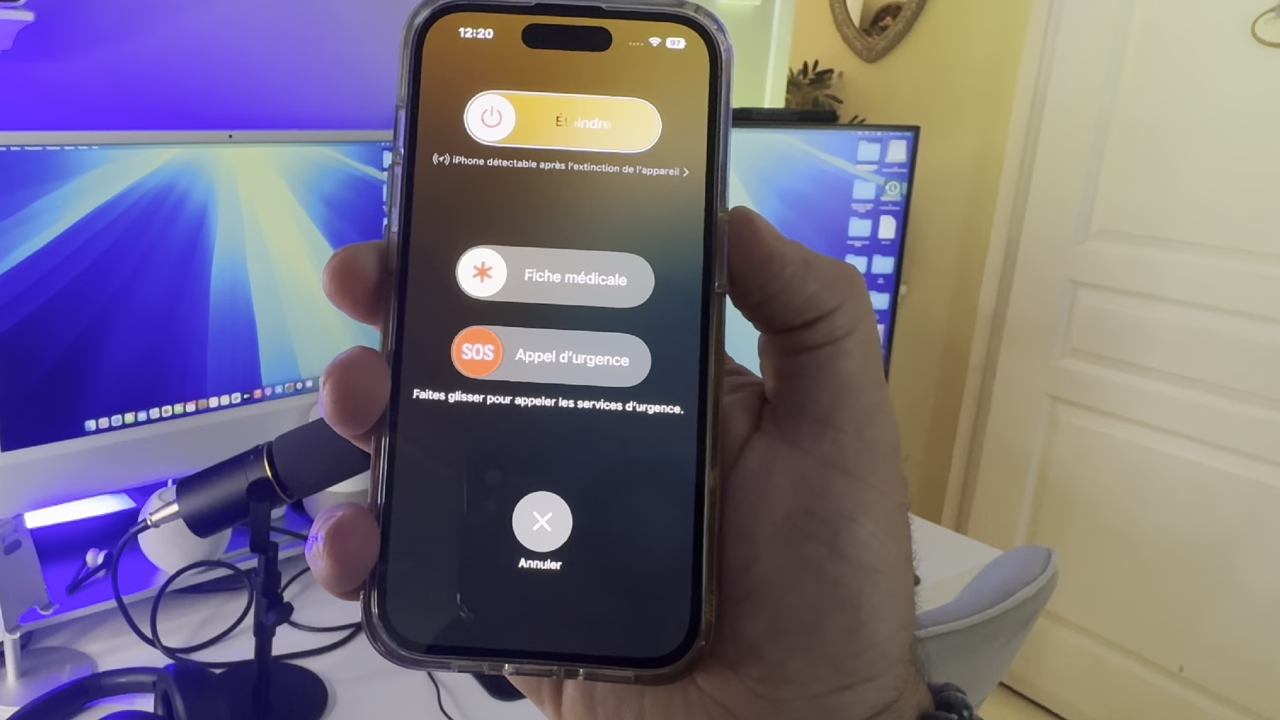 12:20
97
Éteindre
iPhone détectable après l'extinction de l'appareil
Fiche médicale
SOS
Appel d'urgence
Faites glisser pour appeler les services d'urgence.
Annuler